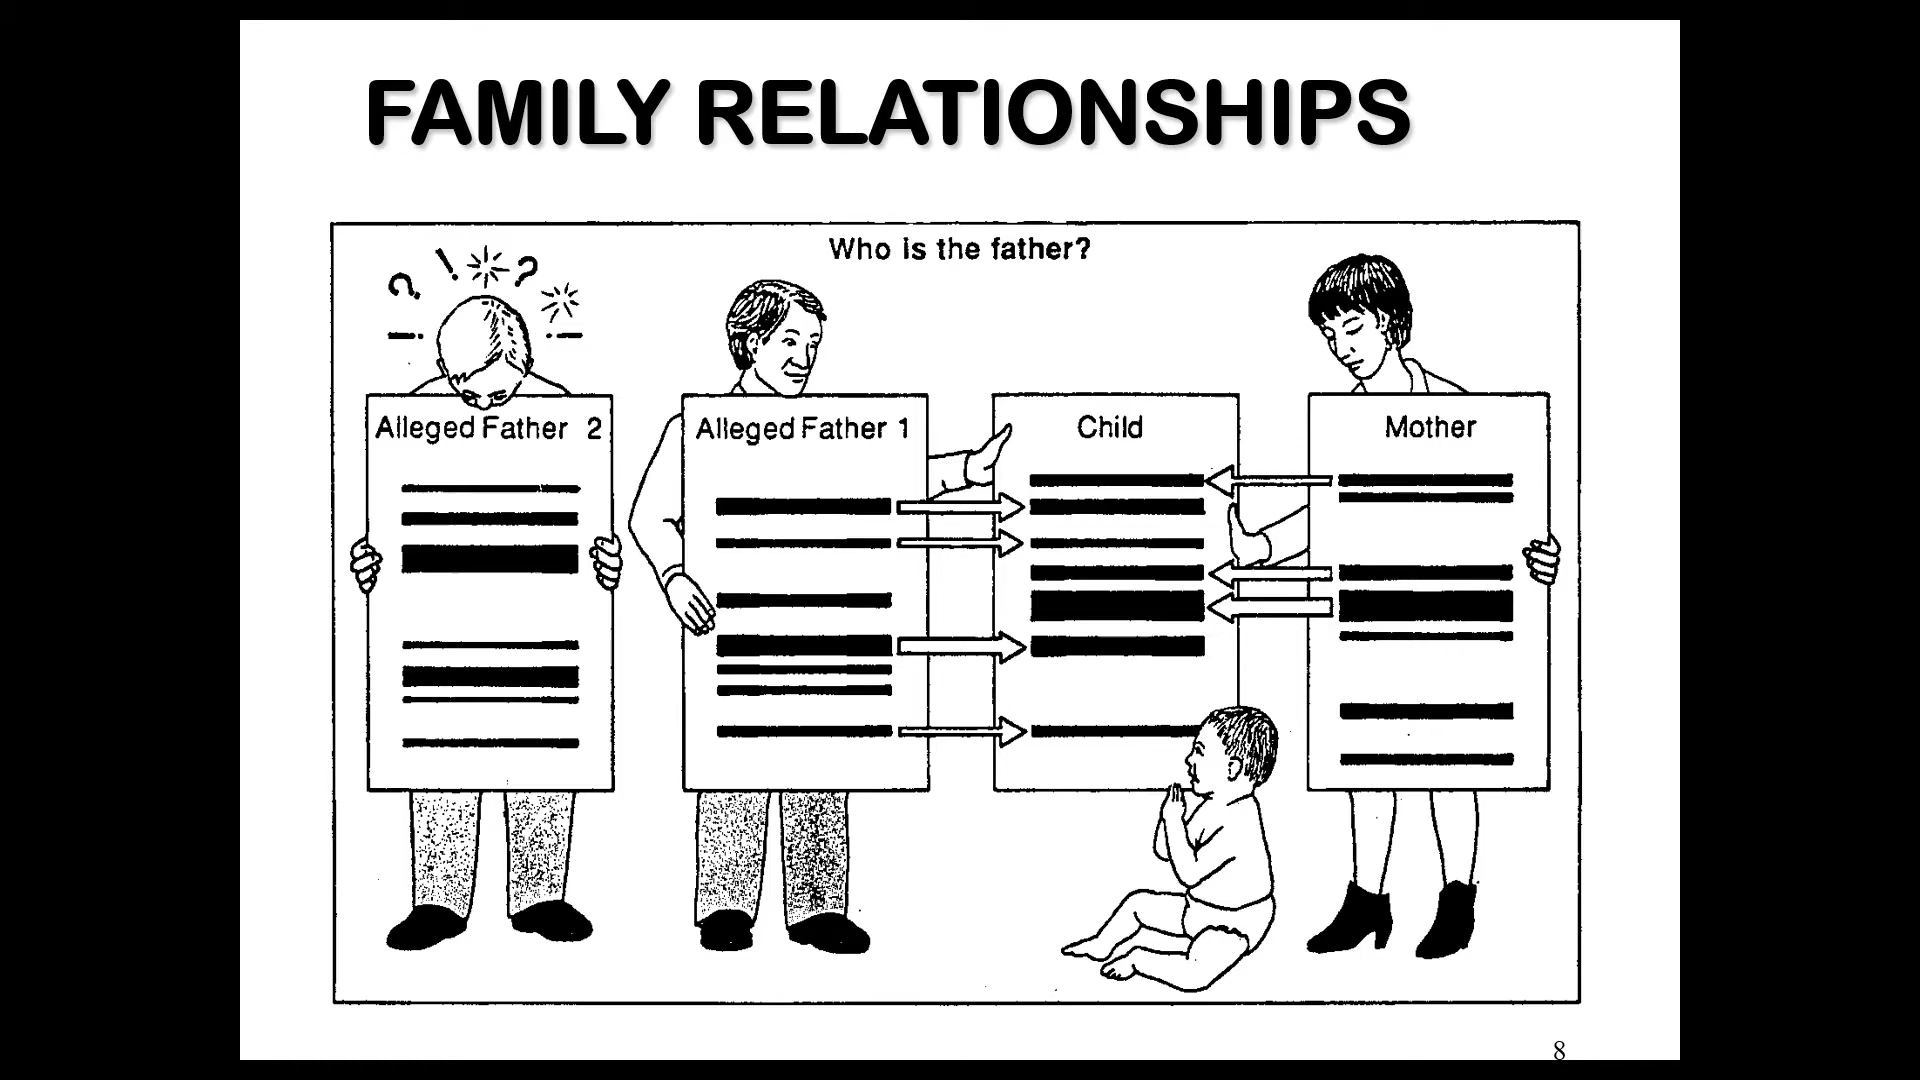 FAMILY RELATIONSHIPS
Who is the father?
? ! ? ! !
Alleged Father 2
Alleged Father 1
Child
Mother
8